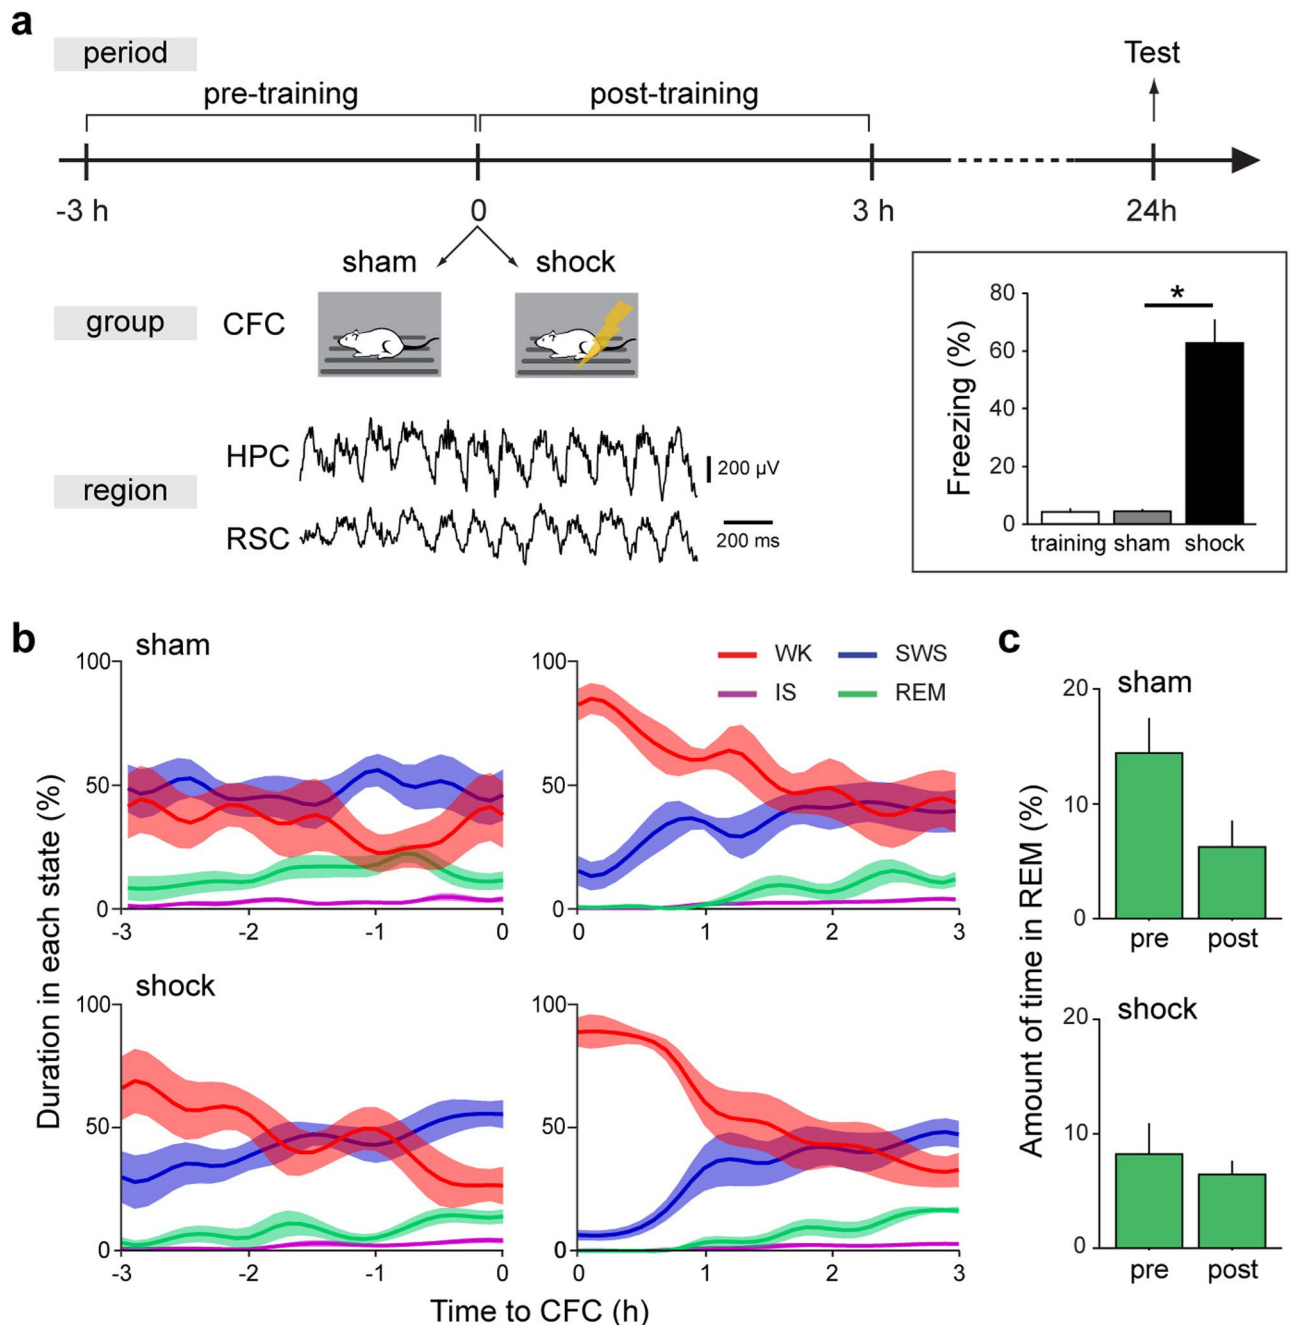 a
period
Test
pre-training
post-training
-3 h
0
3 h
24h
sham
shock
group
CFC
region
HPC
200 µV
RSC
200 ms
Freezing (%)
80
60
40
20
0
*
training
sham
shock
b
sham
WK
SWS
IS
REM
Duration in each state (%)
100
50
0
-3
-2
-1
0
100
50
0
0
1
2
3
shock
100
50
0
-3
-2
-1
0
100
50
0
0
1
2
3
Time to CFC (h)
c
Amount of time in REM (%)
sham
20
10
0
pre
post
shock
20
10
0
pre
post